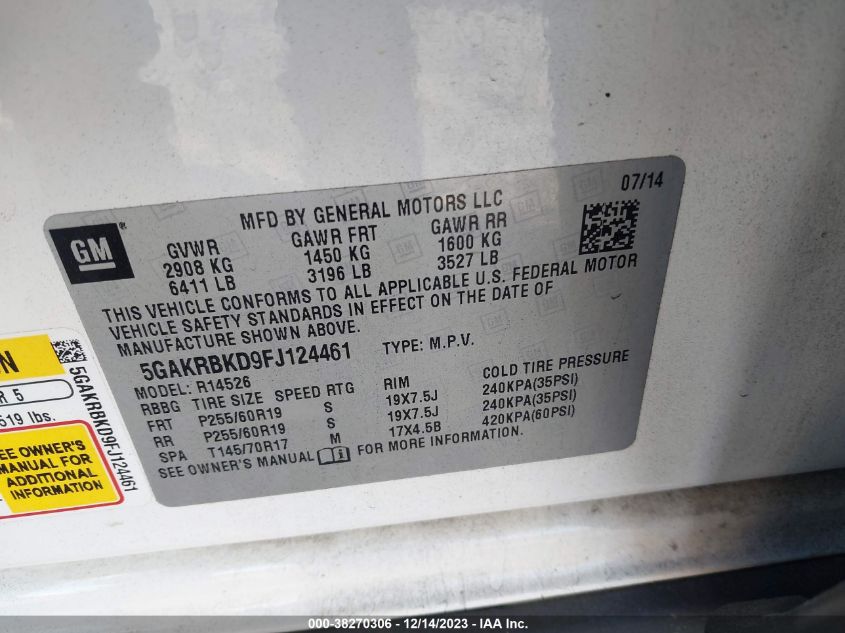 07/14
MFD BY GENERAL MOTORS LLC
GM
GVWR GAWR FRT GAWR RR
2908 KG 1450 KG 1600 KG
6411 LB 3196 LB 3527 LB
THIS VEHICLE CONFORMS TO ALL APPLICABLE U.S. FEDERAL MOTOR
VEHICLE SAFETY STANDARDS IN EFFECT ON THE DATE OF
MANUFACTURE SHOWN ABOVE.
5GAKRBKD9FJ124461 TYPE: M.P.V.
MODEL: R14526
RBBG TIRE SIZE SPEED RTG RIM COLD TIRE PRESSURE
FRT P255/60R19 S 19X7.5J 240KPA(35PSI)
RR P255/60R19 S 19X7.5J 240KPA(35PSI)
SPA T145/70R17 M 17X4.5B 420KPA(60PSI)
SEE OWNER'S MANUAL FOR MORE INFORMATION.
R 5
619 lbs.
SEE OWNER'S
MANUAL FOR
ADDITIONAL
INFORMATION
5GAKRBKD9FJ124461
000-38270306 - 12/14/2023 - IAA Inc.